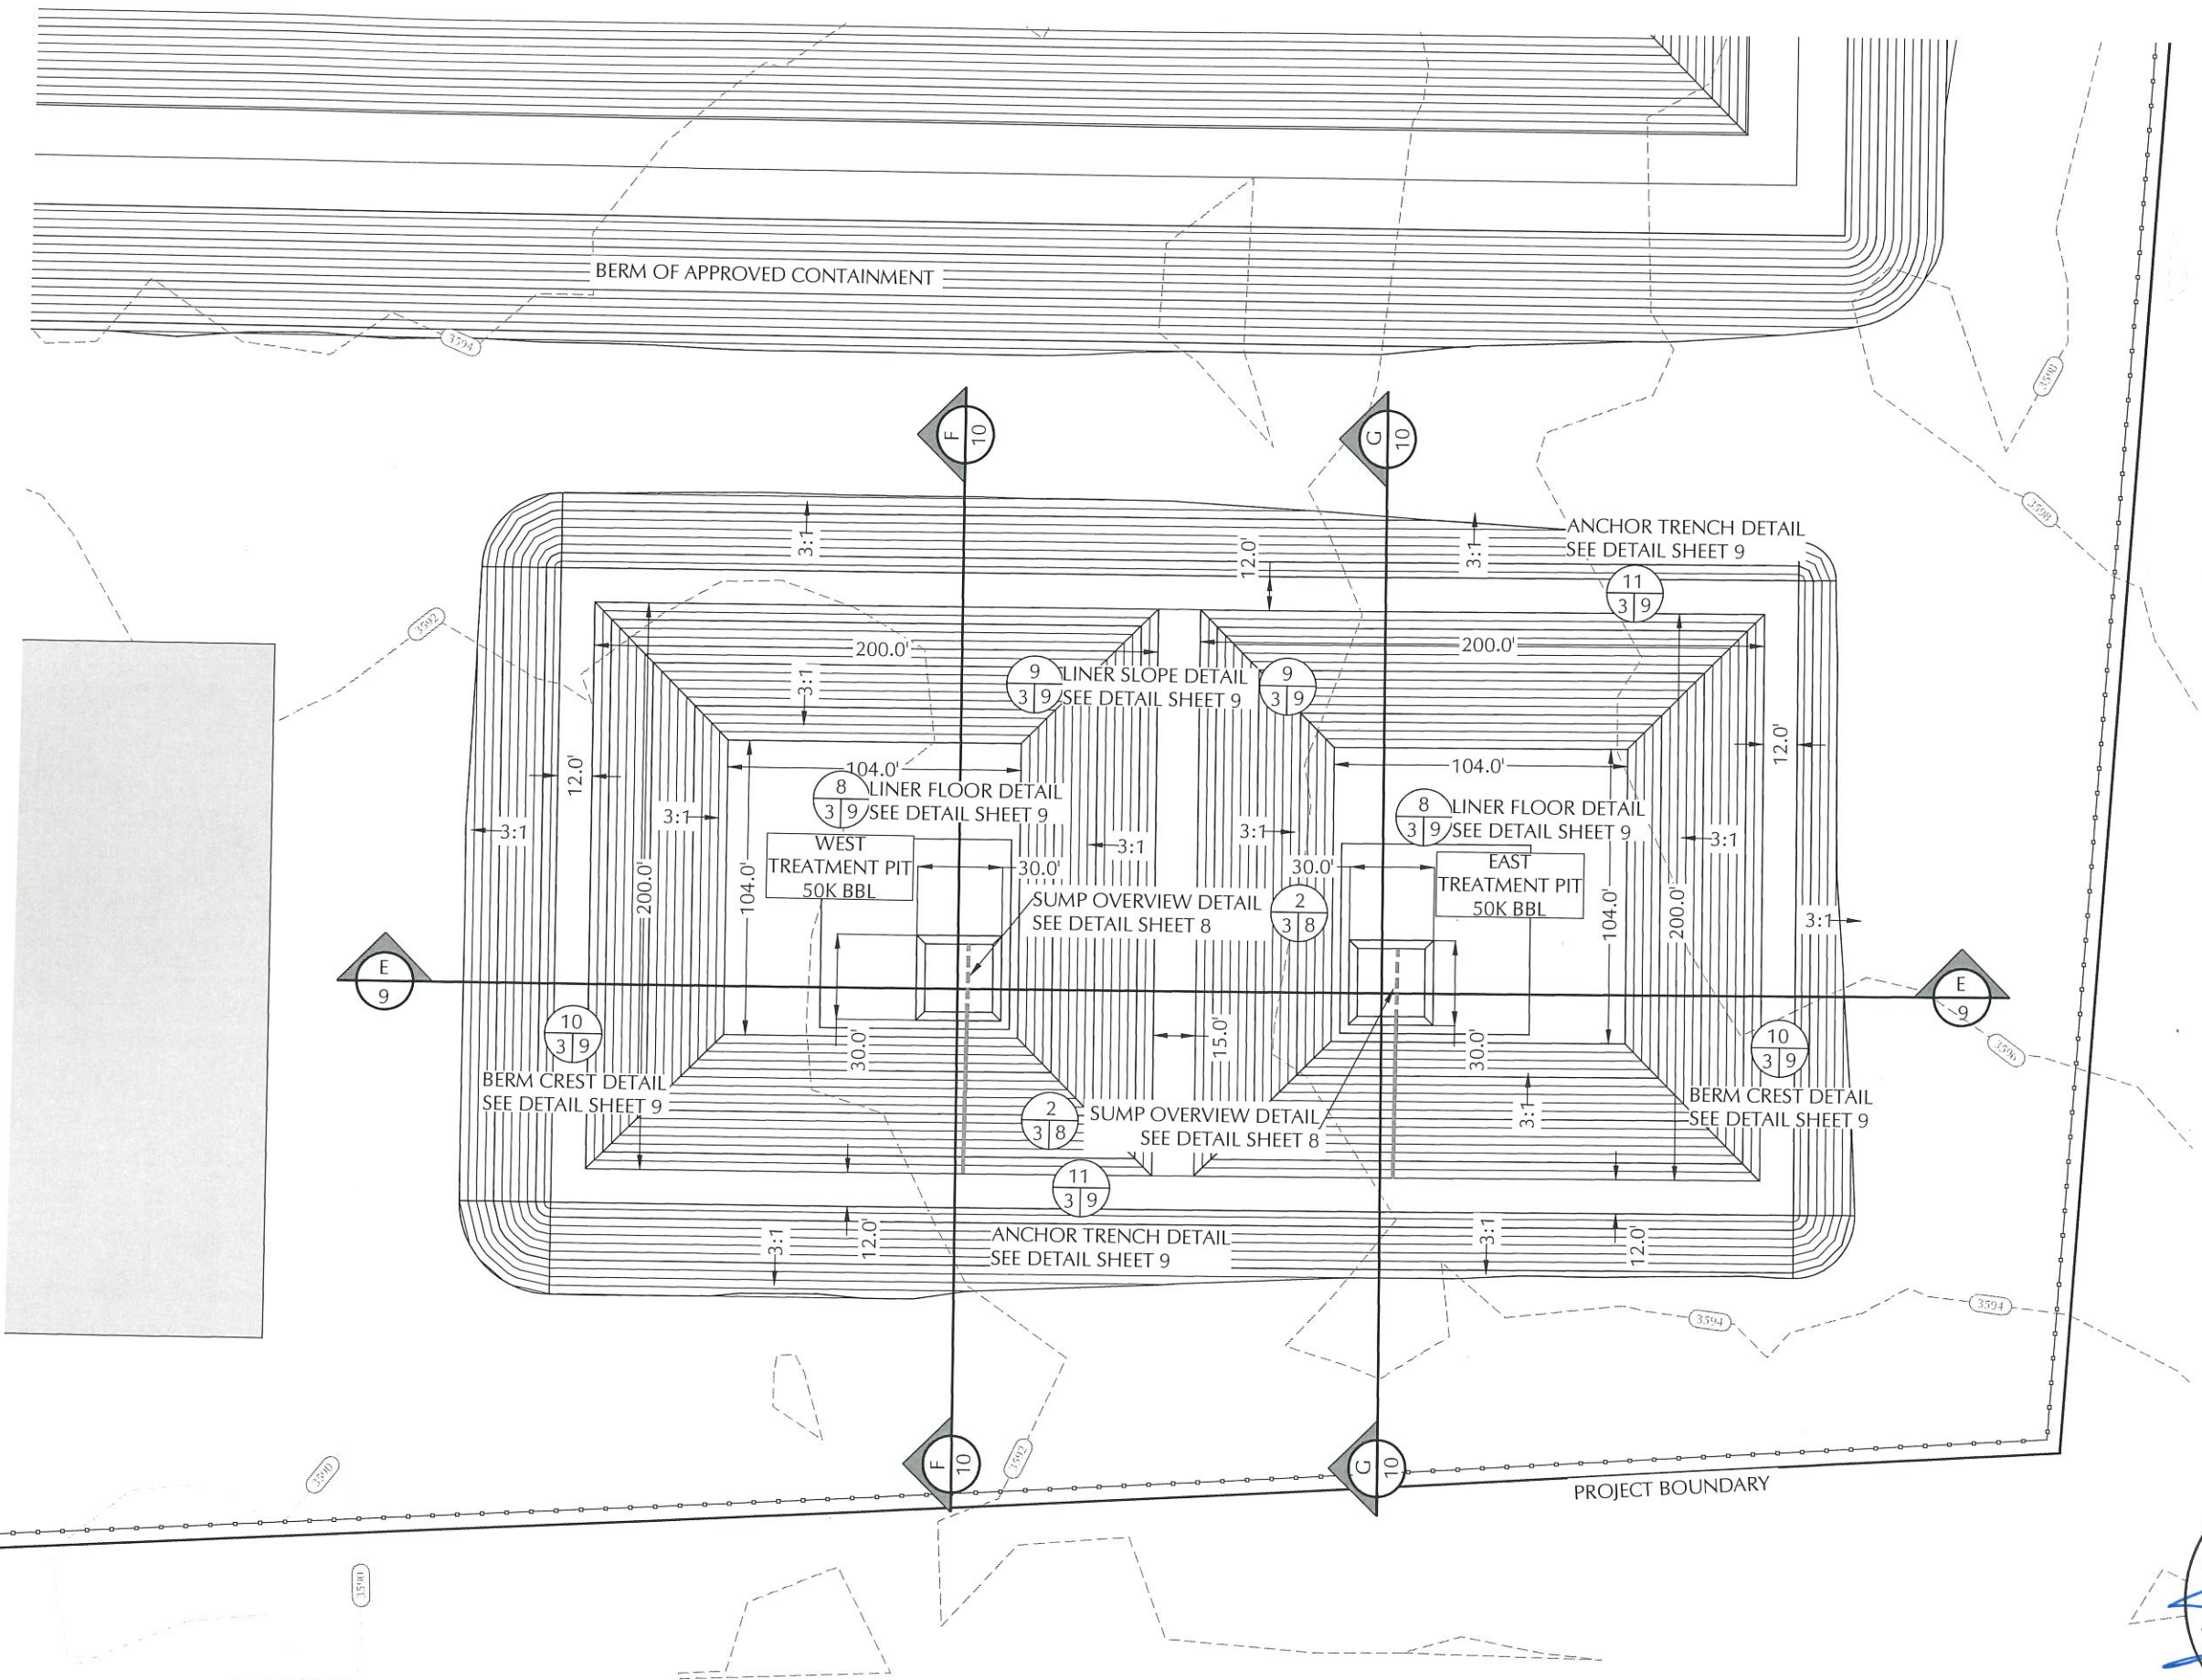 BERM OF APPROVED CONTAINMENT
3594
3598
F
10
G
10
3598
3:1
12.0'
3:1
ANCHOR TRENCH DETAIL
SEE DETAIL SHEET 9
11
3 9
3592
200.0'
200.0'
3:1
9
3 9
LINER SLOPE DETAIL
SEE DETAIL SHEET 9
9
3 9
12.0'
12.0'
104.0'
104.0'
8
3 9
LINER FLOOR DETAIL
SEE DETAIL SHEET 9
8
3 9
LINER FLOOR DETAIL
SEE DETAIL SHEET 9
3:1
3:1
3:1
3:1
3:1
WEST
TREATMENT PIT
50K BBL
30.0'
30.0'
EAST
TREATMENT PIT
50K BBL
200.0'
104.0'
104.0'
200.0'
SUMP OVERVIEW DETAIL
SEE DETAIL SHEET 8
2
3 8
3:1
E
9
E
9
10
3 9
30.0'
15.0'
30.0'
10
3 9
3596
BERM CREST DETAIL
SEE DETAIL SHEET 9
2
3 8
SUMP OVERVIEW DETAIL
SEE DETAIL SHEET 8
3:1
BERM CREST DETAIL
SEE DETAIL SHEET 9
11
3 9
3:1
12.0'
ANCHOR TRENCH DETAIL
SEE DETAIL SHEET 9
3:1
12.0'
3594
3594
3590
F
10
3592
G
10
PROJECT BOUNDARY
3590